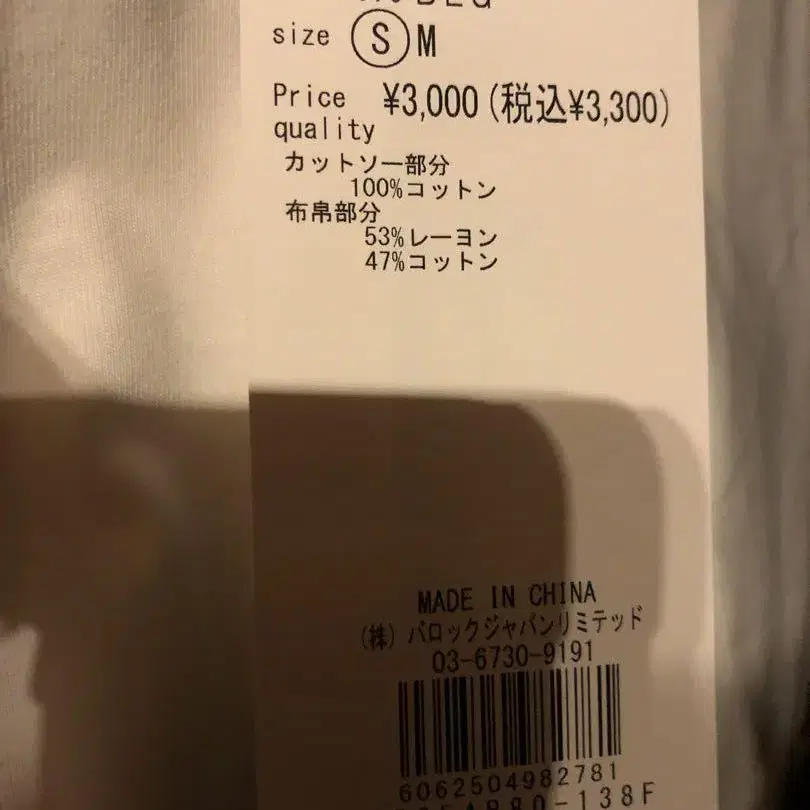 size Ⓢ M
Price ¥3,000 (税込¥3,300)
quality
カットソー部分
100%コットン
布帛部分
53%レーヨン
47%コットン
MADE IN CHINA
(株) バロックジャパンリミテッド
03-6730-9191
6062504982781